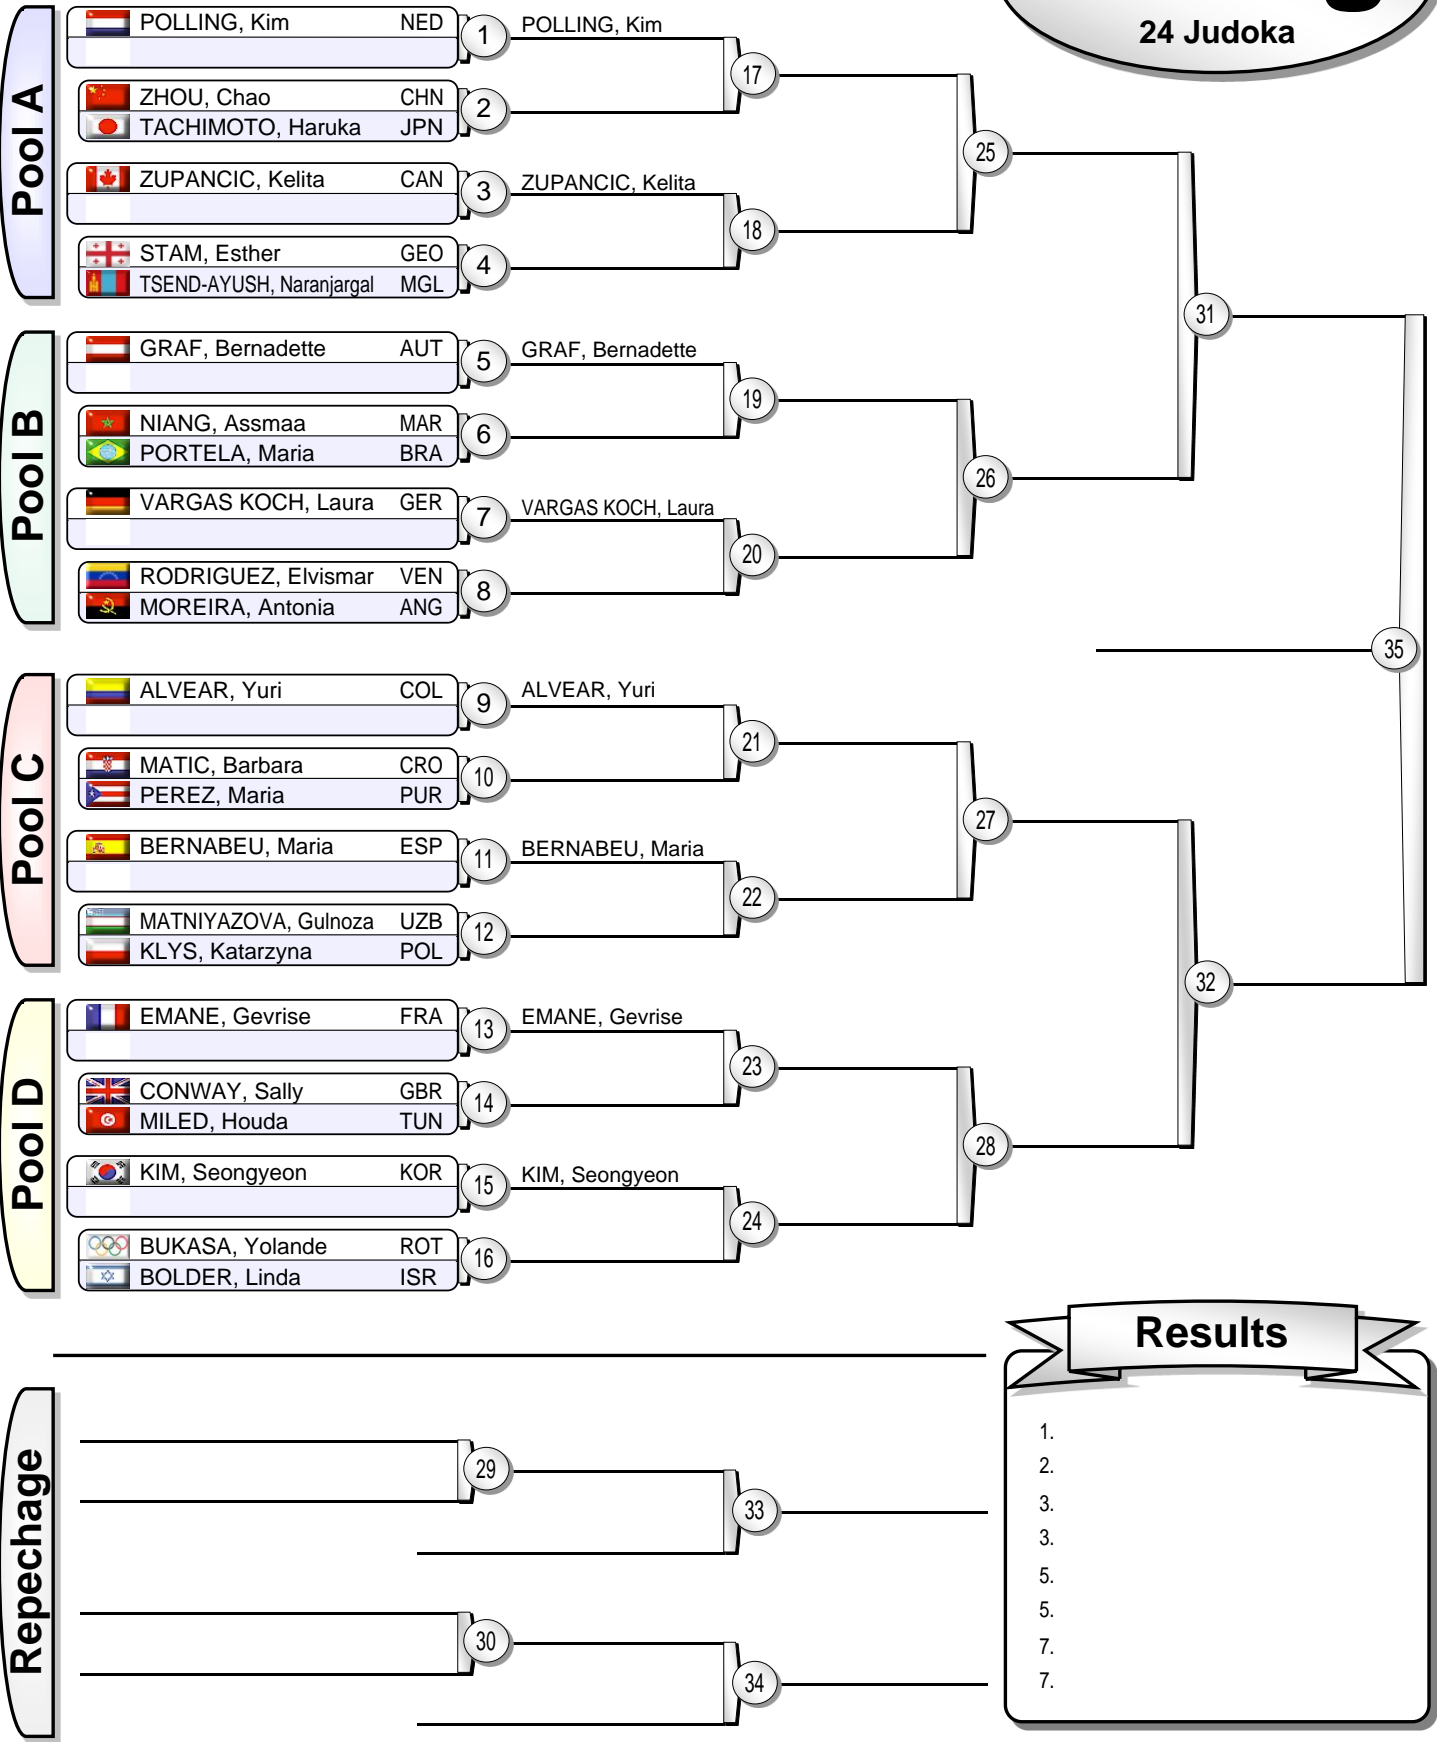 24 Judoka
Pool A
POLLING, Kim NED
1
POLLING, Kim
17
ZHOU, Chao CHN
TACHIMOTO, Haruka JPN
2
25
ZUPANCIC, Kelita CAN
3
ZUPANCIC, Kelita
18
STAM, Esther GEO
TSEND-AYUSH, Naranjargal MGL
4
31
Pool B
GRAF, Bernadette AUT
5
GRAF, Bernadette
19
NIANG, Assmaa MAR
PORTELA, Maria BRA
6
26
VARGAS KOCH, Laura GER
7
VARGAS KOCH, Laura
20
RODRIGUEZ, Elvismar VEN
MOREIRA, Antonia ANG
8
35
Pool C
ALVEAR, Yuri COL
9
ALVEAR, Yuri
21
MATIC, Barbara CRO
PEREZ, Maria PUR
10
27
BERNABEU, Maria ESP
11
BERNABEU, Maria
22
MATNIYAZOVA, Gulnoza UZB
KLYS, Katarzyna POL
12
32
Pool D
EMANE, Gevrise FRA
13
EMANE, Gevrise
23
CONWAY, Sally GBR
MILED, Houda TUN
14
28
KIM, Seongyeon KOR
15
KIM, Seongyeon
24
BUKASA, Yolande ROT
BOLDER, Linda ISR
16
Repechage
29
33
30
34
Results
1.
2.
3.
3.
5.
5.
7.
7.